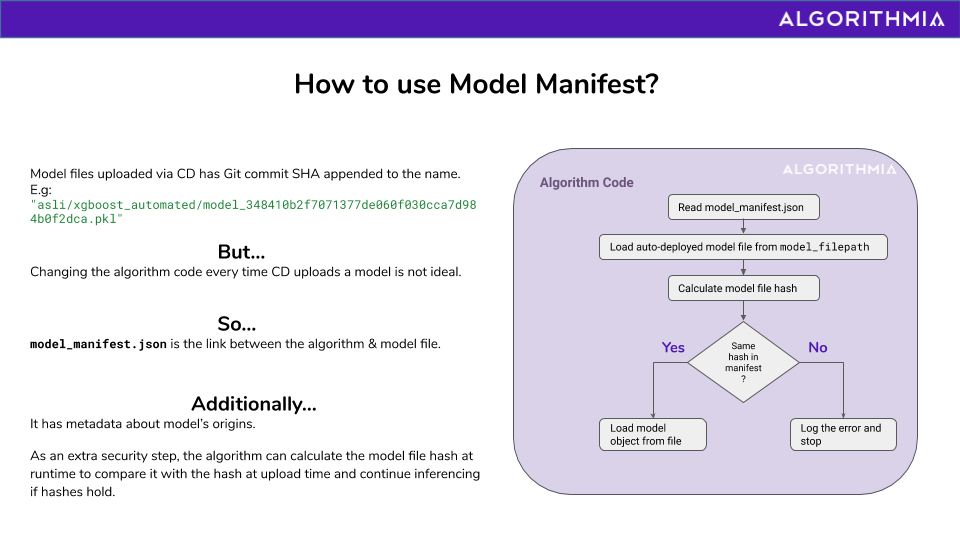 ALGORITHMIA
How to use Model Manifest?
Model files uploaded via CD has Git commit SHA appended to the name.
E.g:
"asli/xgboost_automated/model_348410b2f7071377de060f030cca7d98
4b0f2dca.pkl"
But...
Changing the algorithm code every time CD uploads a model is not ideal.
So...
model_manifest.json is the link between the algorithm & model file.
Additionally...
It has metadata about model's origins.
As an extra security step, the algorithm can calculate the model file hash at
runtime to compare it with the hash at upload time and continue inferencing
if hashes hold.
ALGORITHMIA
Algorithm Code
Read model_manifest.json
Load auto-deployed model file from model_filepath
Calculate model file hash
Same
hash in
manifest
?
Yes
No
Load model
object from file
Log the error and
stop